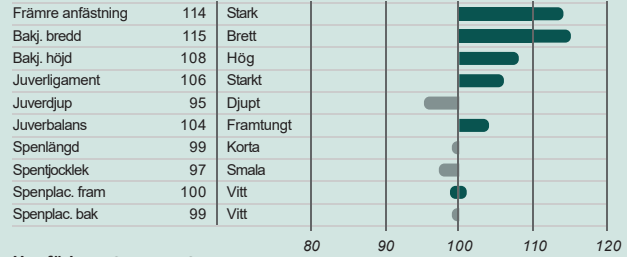 Främre anfästning 114 Stark
Bakj. bredd 115 Brett
Bakj. höjd 108 Hög
Juverligament 106 Starkt
Juverdjup 95 Djupt
Juverbalans 104 Framtungt
Spenlängd 99 Korta
Spentjocklek 97 Smala
Spenplac. fram 100 Vitt
Spenplac. bak 99 Vitt
80 90 100 110 120